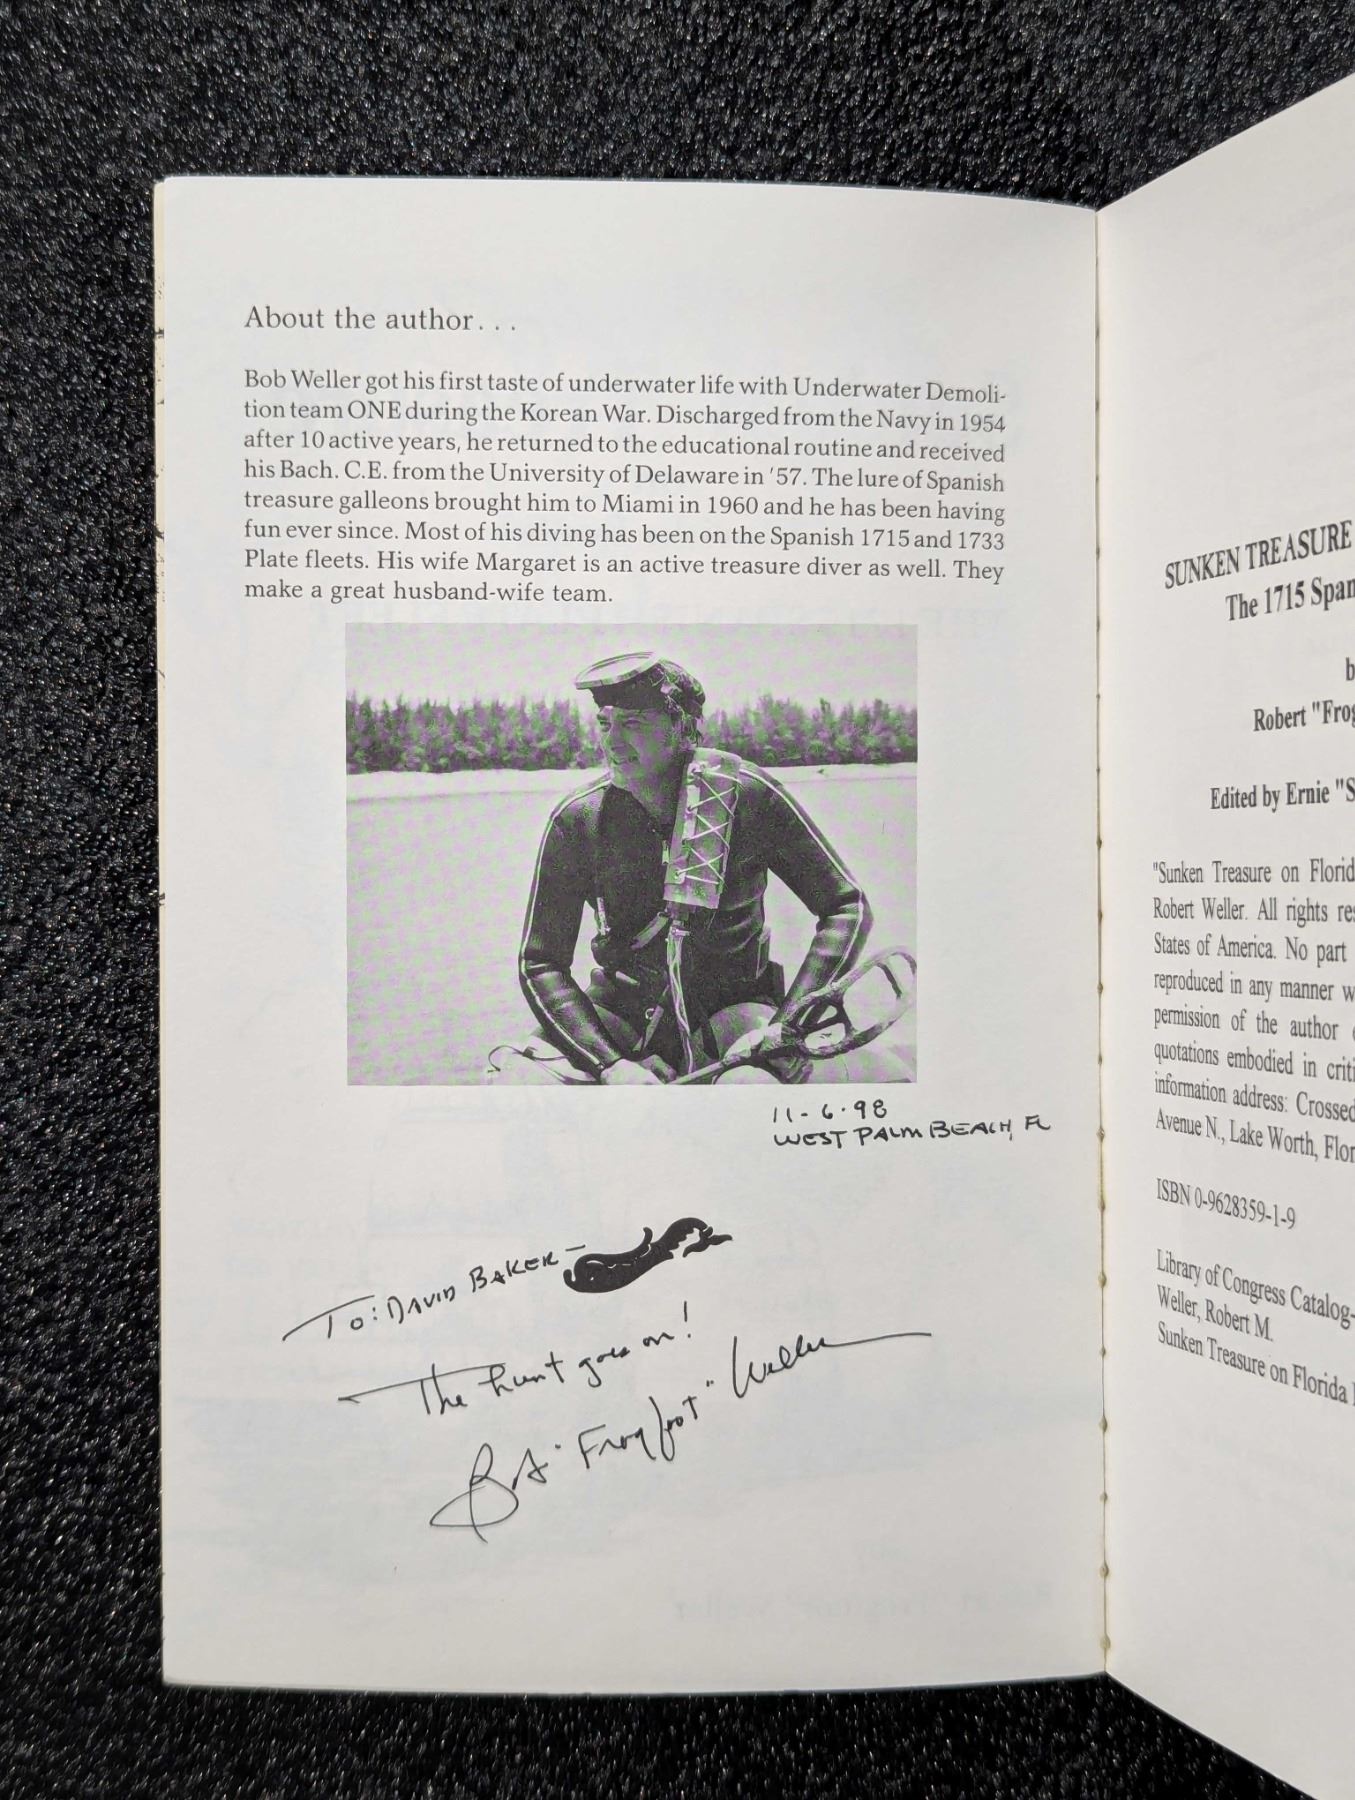 About the author. . .
Bob Weller got his first taste of underwater life with Underwater Demoli-
tion team ONE during the Korean War. Discharged from the Navy in 1954
after 10 active years, he returned to the educational routine and received
his Bach. C.E. from the University of Delaware in '57. The lure of Spanish
treasure galleons brought him to Miami in 1960 and he has been having
fun ever since. Most of his diving has been on the Spanish 1715 and 1733
Plate fleets. His wife Margaret is an active treasure diver as well. They
make a great husband-wife team.
11-6-98
WEST PALM BEACH, FL
To: DAVID BAKER-
The hunt goes on!
Bob "Frogfoot" Weller
SUNKEN TREASURE
The 1715 Span
b
Robert "Frog
Edited by Ernie "S
"Sunken Treasure on Florid
Robert Weller. All rights res
States of America. No part
reproduced in any manner w
permission of the author
quotations embodied in criti
information address: Crossed
Avenue N., Lake Worth, Flor
ISBN 0-9628359-1-9
Library of Congress Catalog-
Weller, Robert M.
Sunken Treasure on Florida